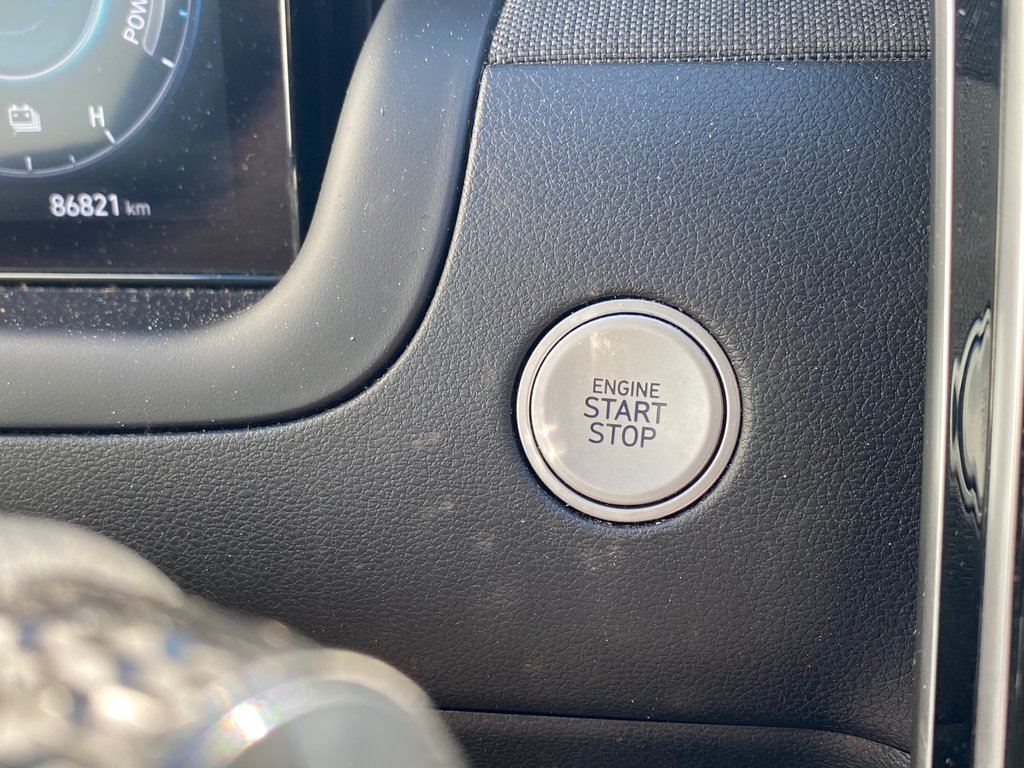 POW
H
86821 km
ENGINE
START
STOP